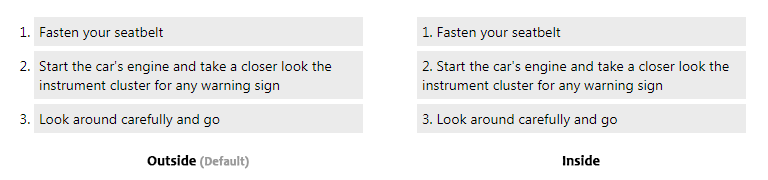 1. Fasten your seatbelt
2. Start the car's engine and take a closer look the
instrument cluster for any warning sign
3. Look around carefully and go
Outside (Default)
1. Fasten your seatbelt
2. Start the car's engine and take a closer look the
instrument cluster for any warning sign
3. Look around carefully and go
Inside